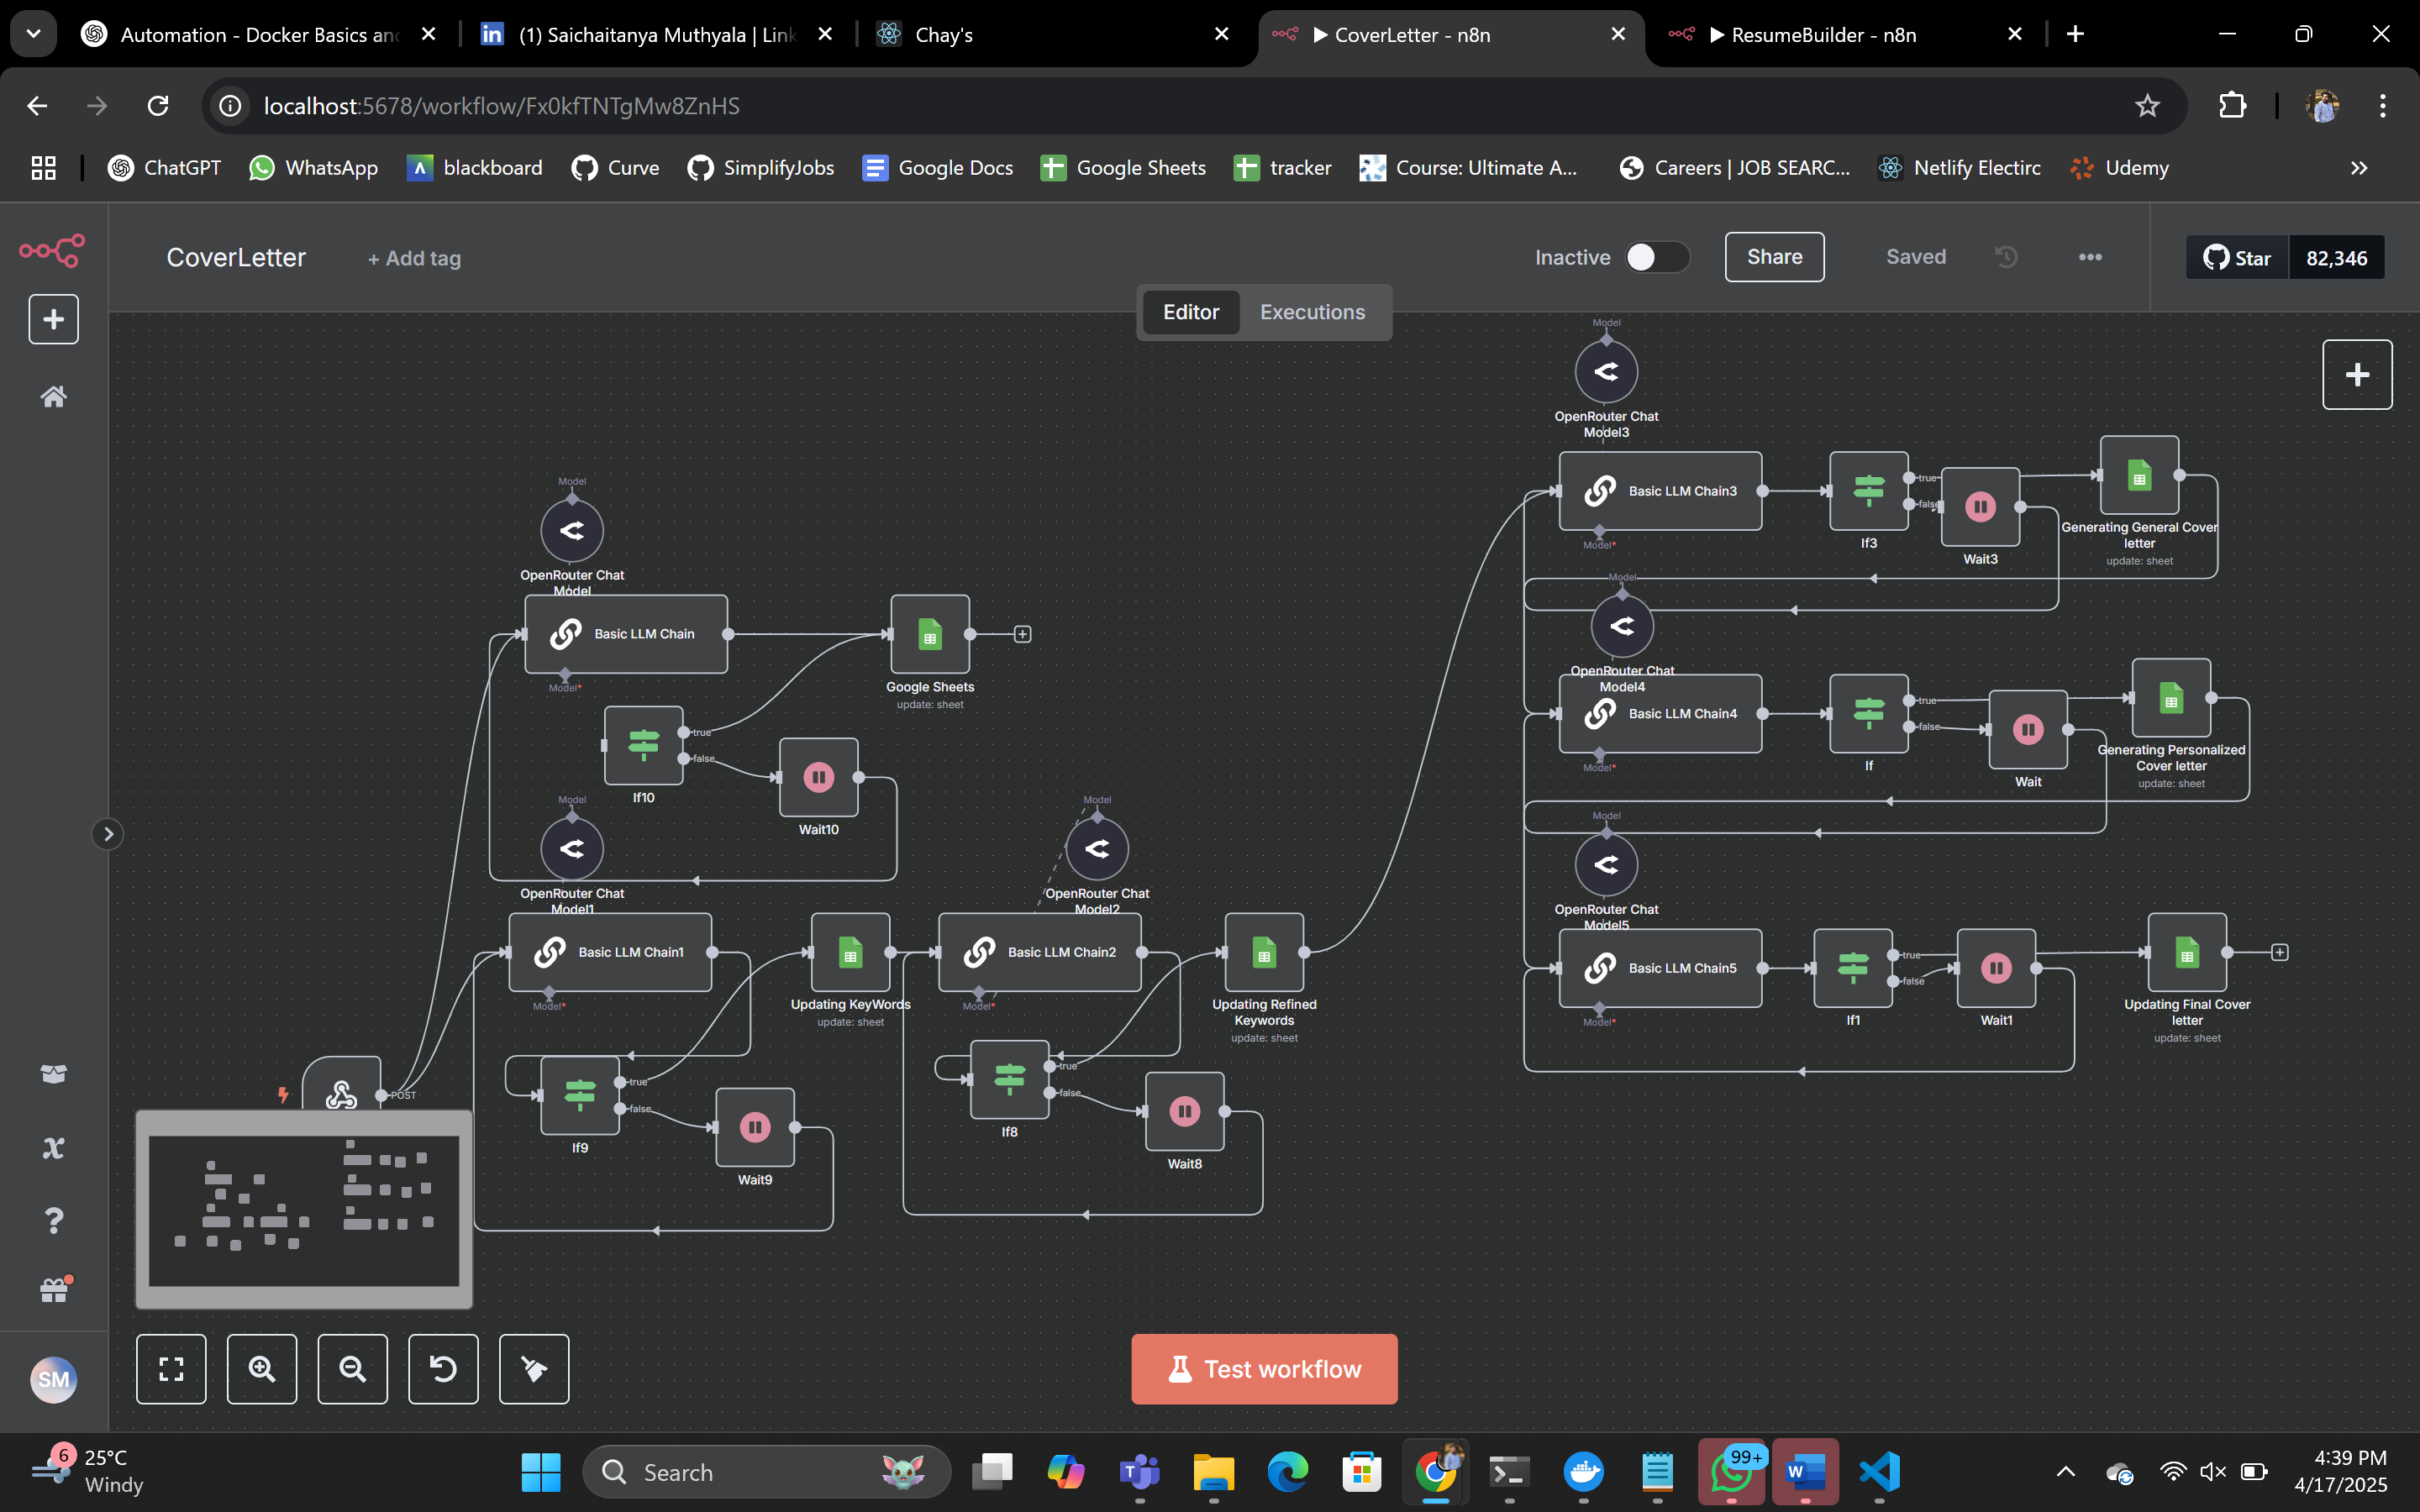 Automation - Docker Basics and
(1) Saichaitanya Muthyala | Link
Chay's
▶ CoverLetter - n8n
▶ ResumeBuilder - n8n
localhost:5678/workflow/Fx0kfTNTgMw8ZnHS
ChatGPT
WhatsApp
blackboard
Curve
SimplifyJobs
Google Docs
Google Sheets
tracker
Course: Ultimate A...
Careers | JOB SEARC...
Netlify Electirc
Udemy
CoverLetter
+ Add tag
Inactive
Share
Saved
Star
82,346
Editor
Executions
Model
OpenRouter Chat
Model3
Basic LLM Chain3
Model*
true
false
If3
Wait3
Generating General Cover
letter
update: sheet
Model
OpenRouter Chat
Model
Basic LLM Chain
Model*
Google Sheets
update: sheet
true
false
If10
Wait10
Model
OpenRouter Chat
Model4
Basic LLM Chain4
Model*
true
false
If
Wait
Generating Personalized
Cover letter
update: sheet
Model
OpenRouter Chat
Model1
Basic LLM Chain1
Model*
Updating KeyWords
update: sheet
Model
OpenRouter Chat
Model2
Basic LLM Chain2
Model*
Updating Refined
Keywords
update: sheet
Model
OpenRouter Chat
Model5
Basic LLM Chain5
Model*
true
false
If1
Wait1
Updating Final Cover
letter
update: sheet
POST
true
false
If9
Wait9
true
false
If8
Wait8
SM
Test workflow
6
25°C
Windy
Search
T
99+
W
4:39 PM
4/17/2025